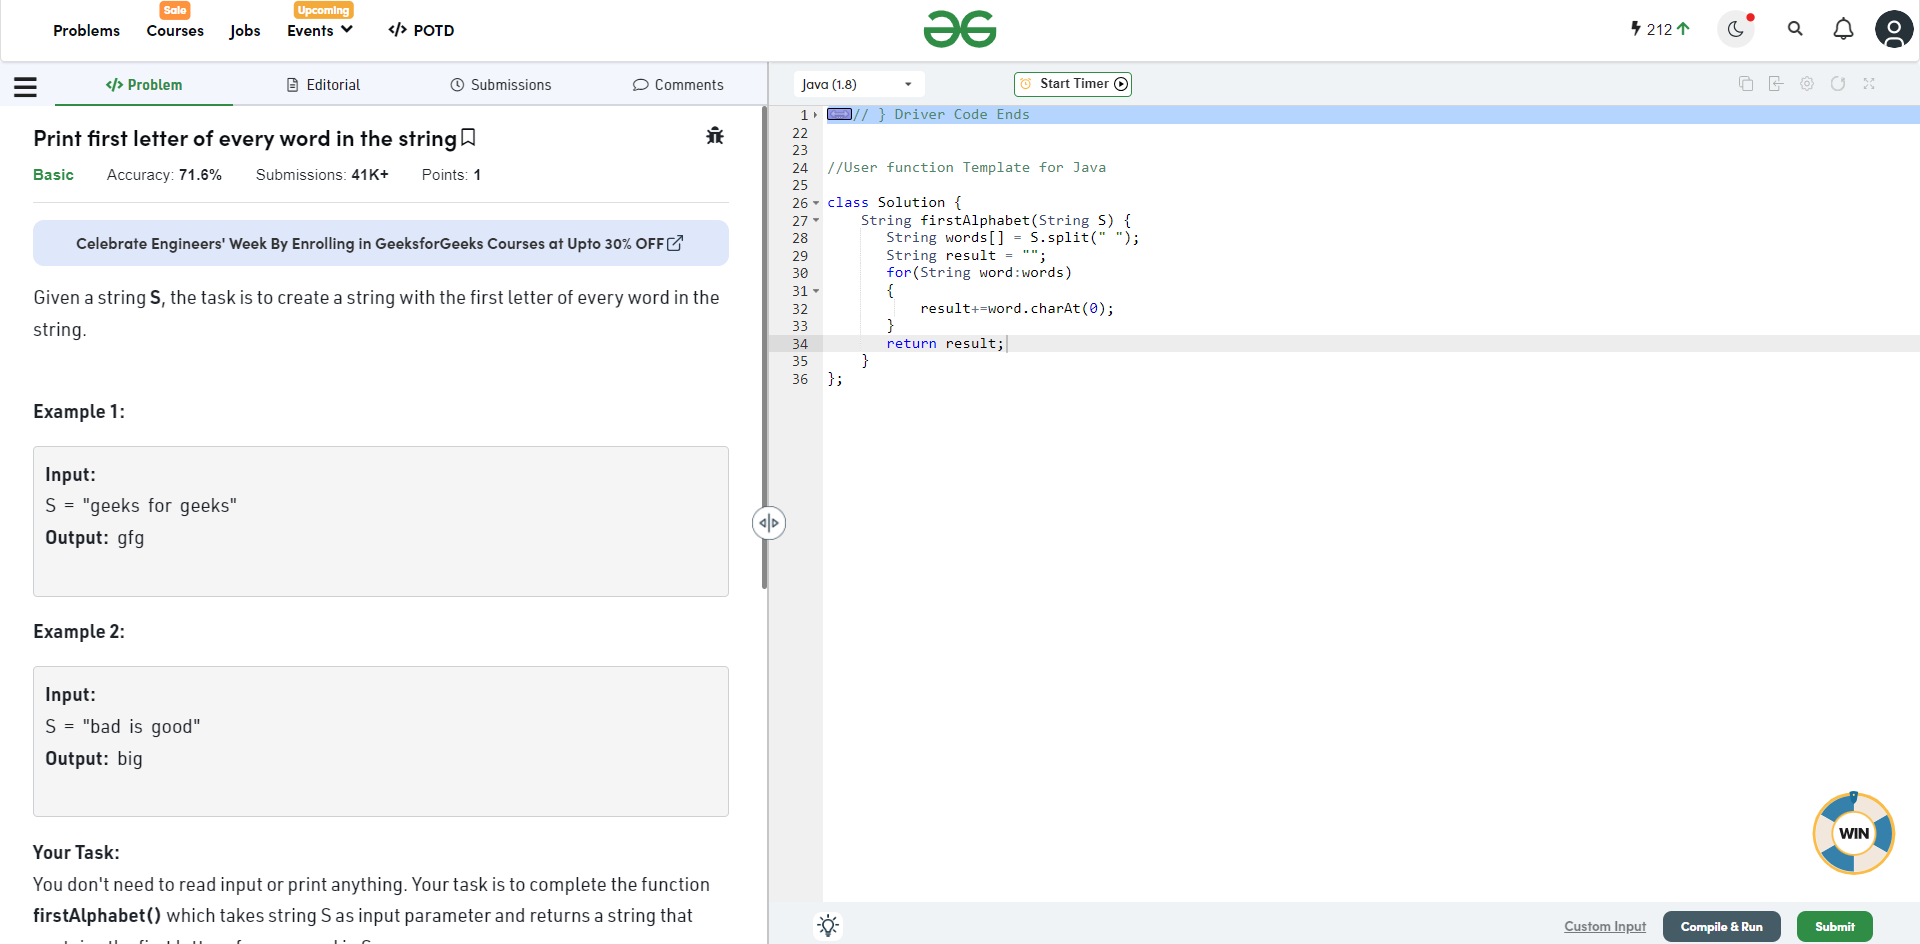 Sale
Upcoming
Problems Courses Jobs Events </> POTD
212
</> Problem Editorial Submissions Comments
Java (1.8) Start Timer
Print first letter of every word in the string
Basic Accuracy: 71.6% Submissions: 41K+ Points: 1
Celebrate Engineers' Week By Enrolling in GeeksforGeeks Courses at Upto 30% OFF
Given a string S, the task is to create a string with the first letter of every word in the
string.
Example 1:
Input:
S = "geeks for geeks"
Output: gfg
Example 2:
Input:
S = "bad is good"
Output: big
Your Task:
You don't need to read input or print anything. Your task is to complete the function
firstAlphabet() which takes string S as input parameter and returns a string that
1 // } Driver Code Ends
22
23
24 //User function Template for Java
25
26 class Solution {
27 String firstAlphabet(String S) {
28 String words[] = S.split(" ");
29 String result = "";
30 for(String word:words)
31 {
32 result+=word.charAt(0);
33 }
34 return result;
35 }
36 };
WIN
Custom Input Compile & Run Submit